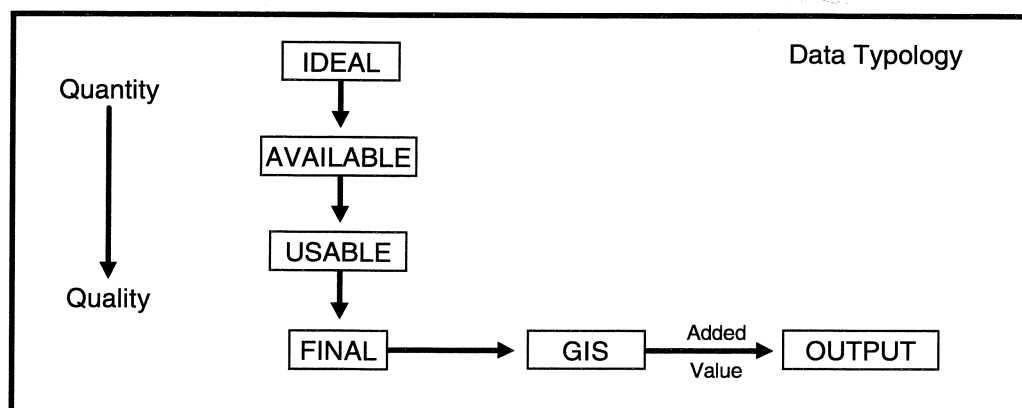 Data Typology
Quantity
Quality
IDEAL
AVAILABLE
USABLE
FINAL
GIS
Added
Value
OUTPUT